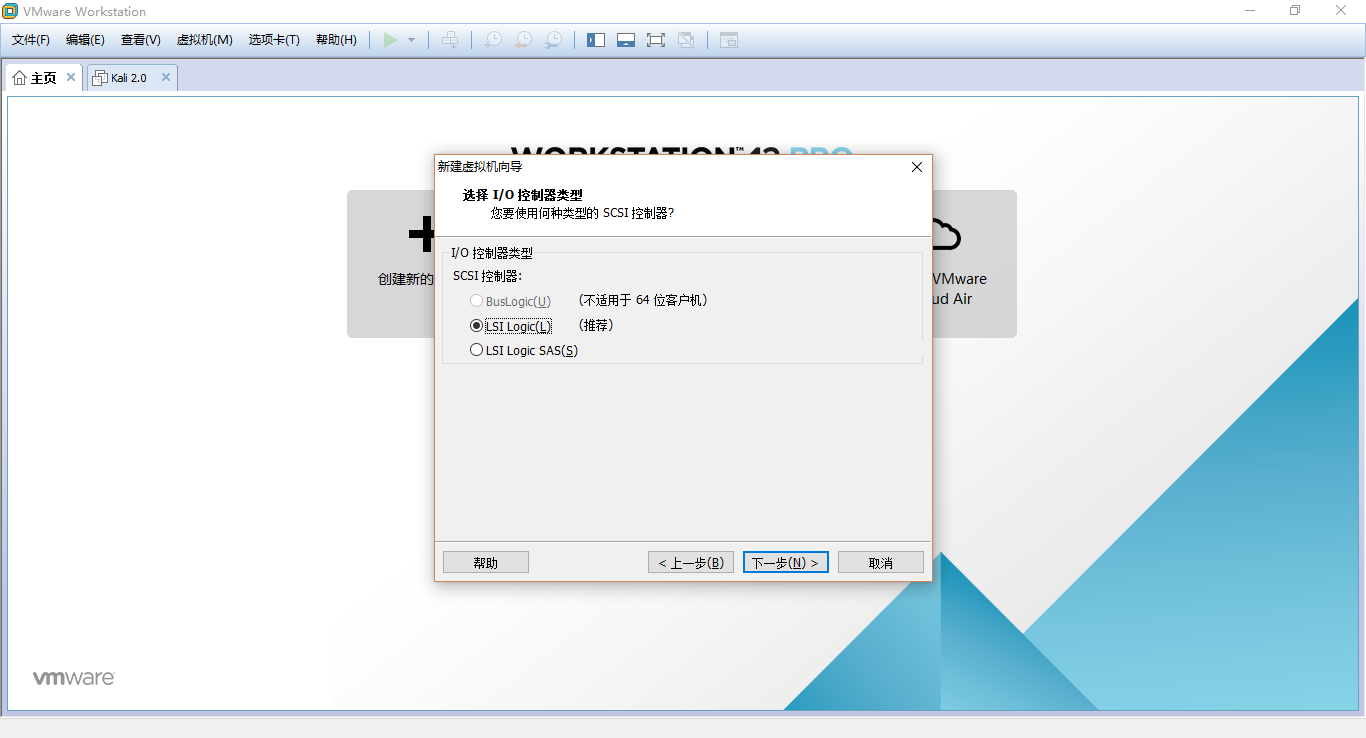 VMware Workstation
文件(F) 编辑(E) 查看(V) 虚拟机(M) 选项卡(T) 帮助(H)
主页 Kali 2.0
WORKSTATION™ 12 PRO
新建虚拟机向导
选择 I/O 控制器类型
您要使用何种类型的 SCSI 控制器?
I/O 控制器类型
SCSI 控制器:
BusLogic(U) (不适用于 64 位客户机)
LSI Logic(L) (推荐)
LSI Logic SAS(S)
创建新的
VMware
ud Air
帮助 < 上一步(B) 下一步(N) > 取消
vmware